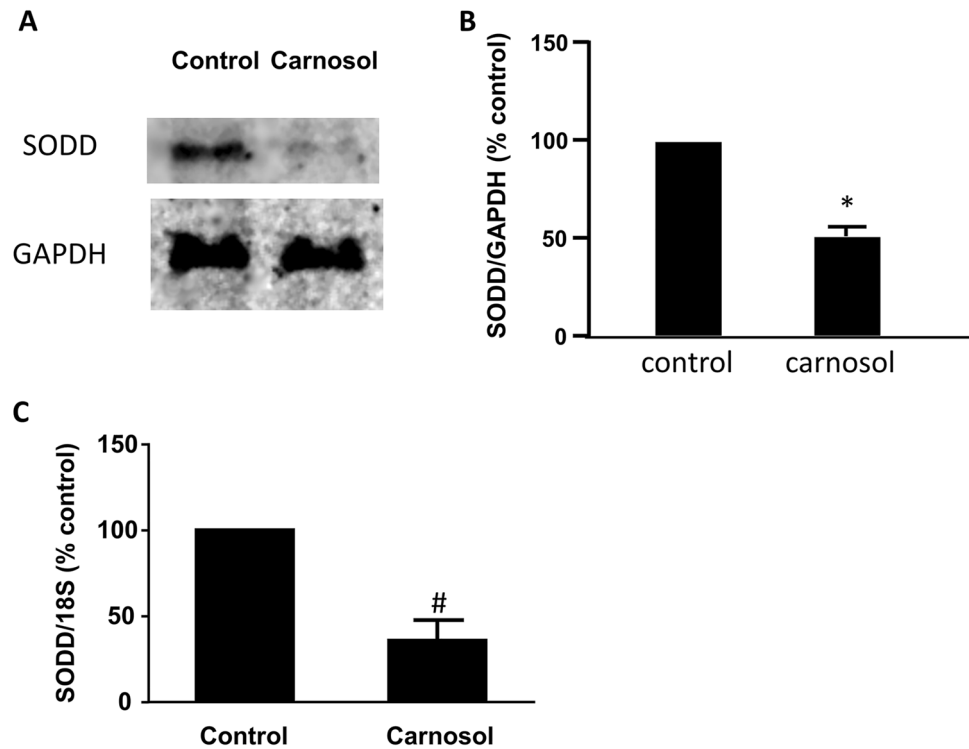 A
Control Carnosol
SODD
GAPDH
B
SODD/GAPDH (% control)
150
100
50
0
*
control carnosol
C
SODD/18S (% control)
150
100
50
0
#
Control Carnosol